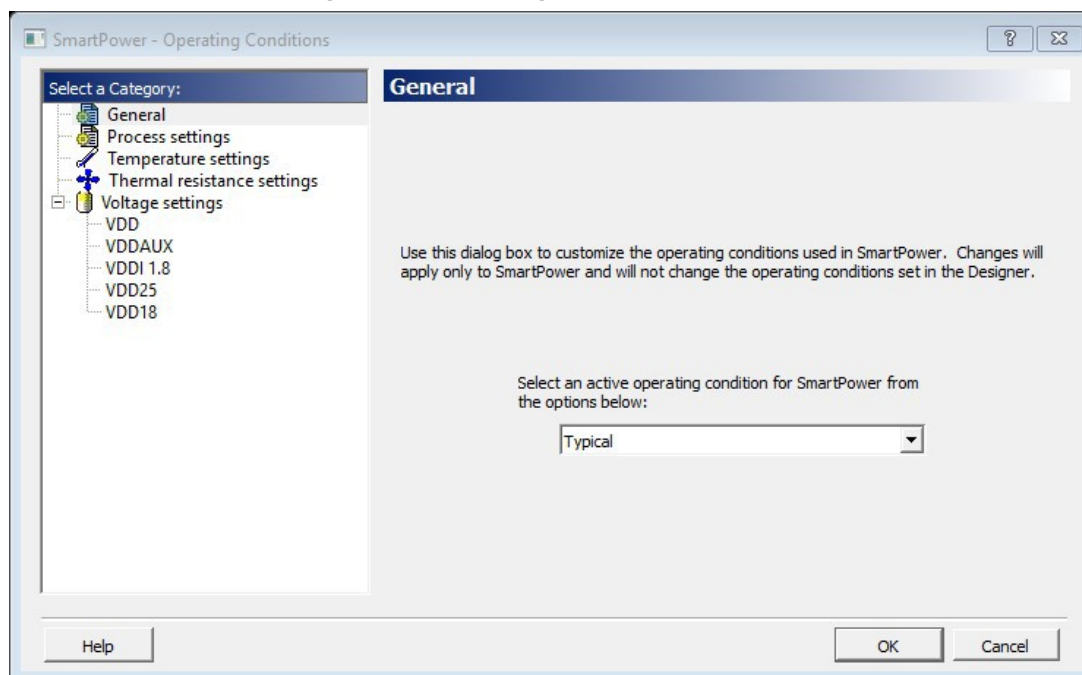 SmartPower - Operating Conditions
Select a Category:
General
Process settings
Temperature settings
Thermal resistance settings
Voltage settings
VDD
VDDAUX
VDDI 1.8
VDD25
VDD18
General
Use this dialog box to customize the operating conditions used in SmartPower. Changes will
apply only to SmartPower and will not change the operating conditions set in the Designer.
Select an active operating condition for SmartPower from
the options below:
Typical
Help
OK
Cancel